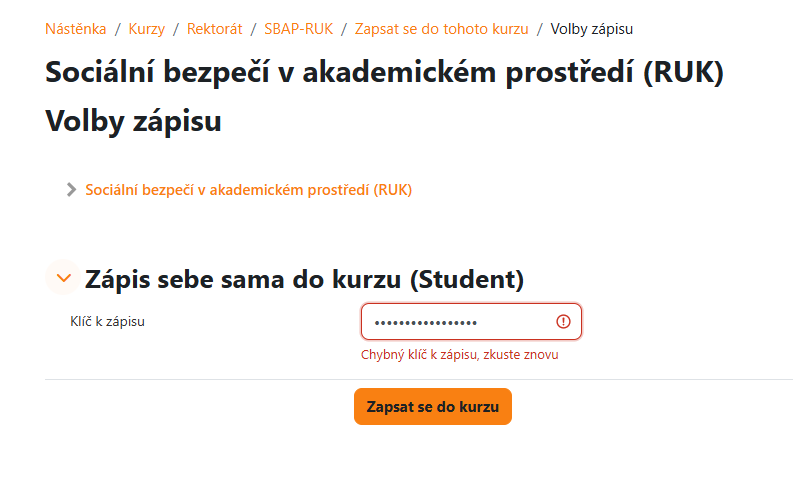 Nástěnka / Kurzy / Rektorát / SBAP-RUK / Zapsat se do tohoto kurzu / Volby zápisu
Sociální bezpečí v akademickém prostředí (RUK)
Volby zápisu
Sociální bezpečí v akademickém prostředí (RUK)
Zápis sebe sama do kurzu (Student)
Klíč k zápisu
•••••••••••••••••
Chybný klíč k zápisu, zkuste znovu
Zapsat se do kurzu